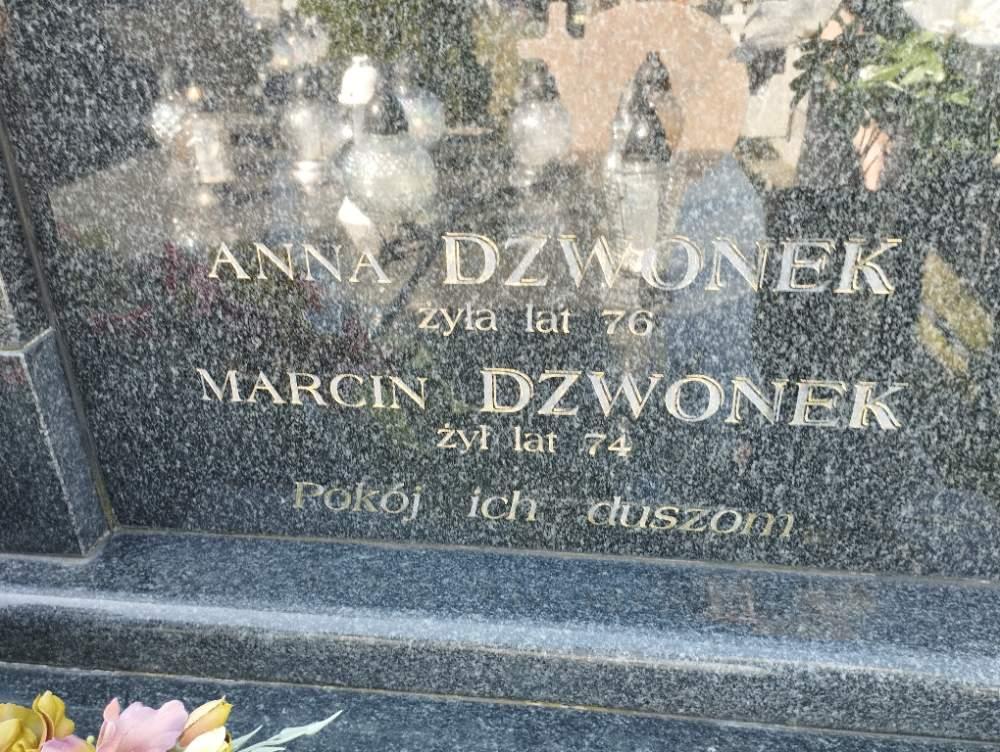 ANNA DZWONEK
żyła lat 76
MARCIN DZWONEK
żył lat 74
Pokój ich duszom